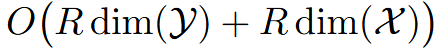 O(R dim(𝒴) + R dim(𝒳))